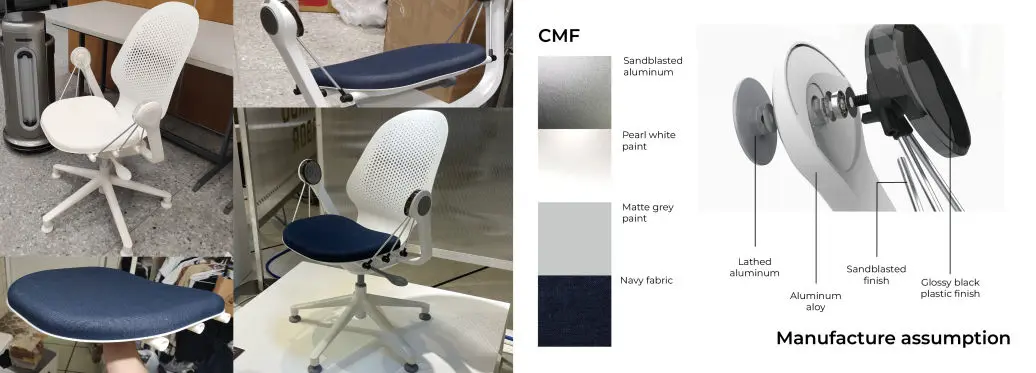 CMF
Sandblasted
aluminum
Pearl white
paint
Matte grey
paint
Navy fabric
Lathed
aluminum
Aluminum
aloy
Sandblasted
finish
Glossy black
plastic finish
Manufacture assumption